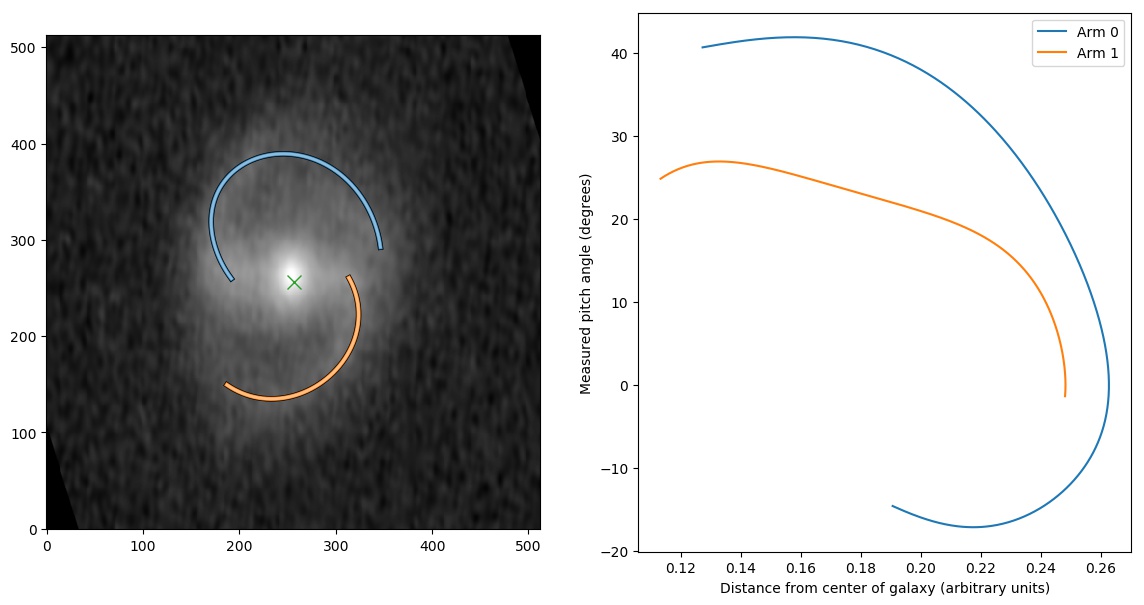 500
400
300
200
100
0
0 100 200 300 400 500
Arm 0
Arm 1
Measured pitch angle (degrees)
40
30
20
10
0
−10
−20
0.12 0.14 0.16 0.18 0.20 0.22 0.24 0.26
Distance from center of galaxy (arbitrary units)